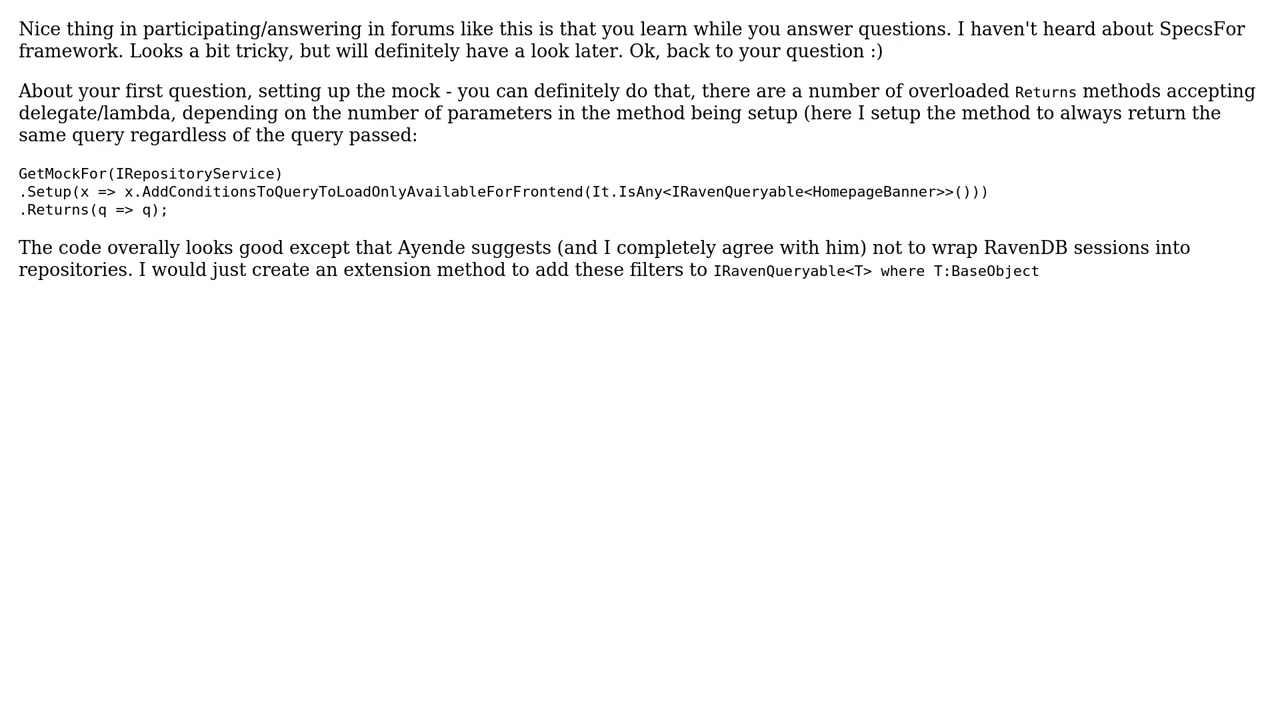 Nice thing in participating/answering in forums like this is that you learn while you answer questions. I haven't heard about SpecsFor
framework. Looks a bit tricky, but will definitely have a look later. Ok, back to your question :)
About your first question, setting up the mock - you can definitely do that, there are a number of overloaded Returns methods accepting
delegate/lambda, depending on the number of parameters in the method being setup (here I setup the method to always return the
same query regardless of the query passed:
GetMockFor(IRepositoryService)
.Setup(x => x.AddConditionsToQueryToLoadOnlyAvailableForFrontend(It.IsAny<IRavenQueryable<HomepageBanner>>()))
.Returns(q => q);
The code overally looks good except that Ayende suggests (and I completely agree with him) not to wrap RavenDB sessions into
repositories. I would just create an extension method to add these filters to IRavenQueryable<T> where T:BaseObject